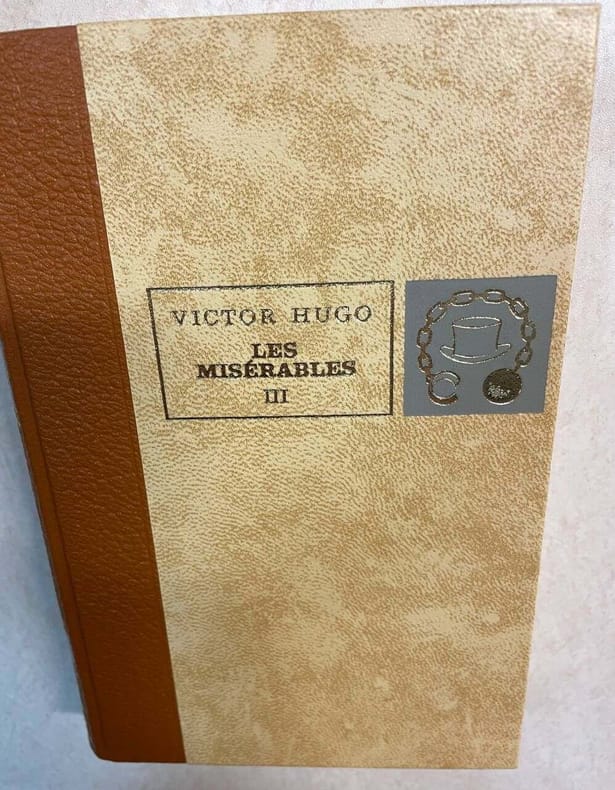 VICTOR HUGO
LES
MISÉRABLES
III